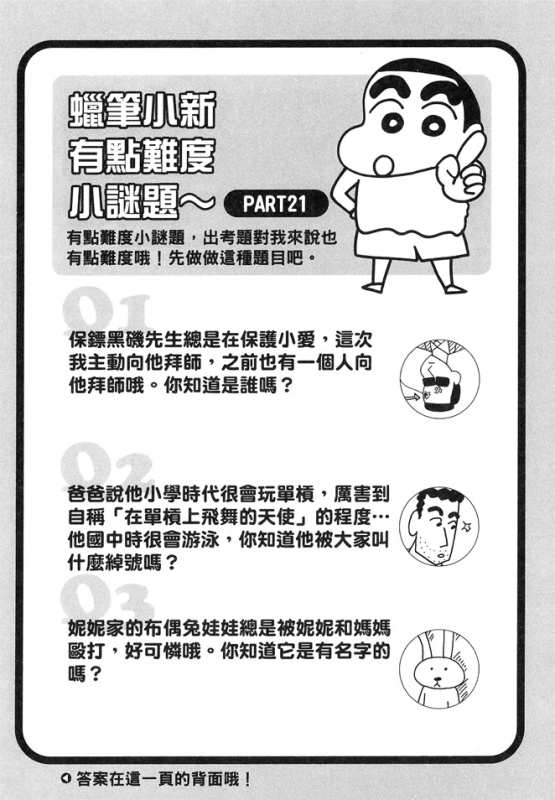 蠟筆小新
有點難度
小謎題～ PART21
有點難度小謎題，出考題對我來說也
有點難度哦！先做做這種題目吧。
01
保鏢黑磯先生總是在保護小愛，這次
我主動向他拜師，之前也有一個人向
他拜師哦。你知道是誰嗎？
02
爸爸說他小學時代很會玩單槓，厲害到
自稱「在單槓上飛舞的天使」的程度…
他國中時很會游泳，你知道他被大家叫
什麼綽號嗎？
03
妮妮家的布偶兔娃娃總是被妮妮和媽媽
毆打，好可憐哦。你知道它是有名字的
嗎？
答案在這一頁的背面哦！